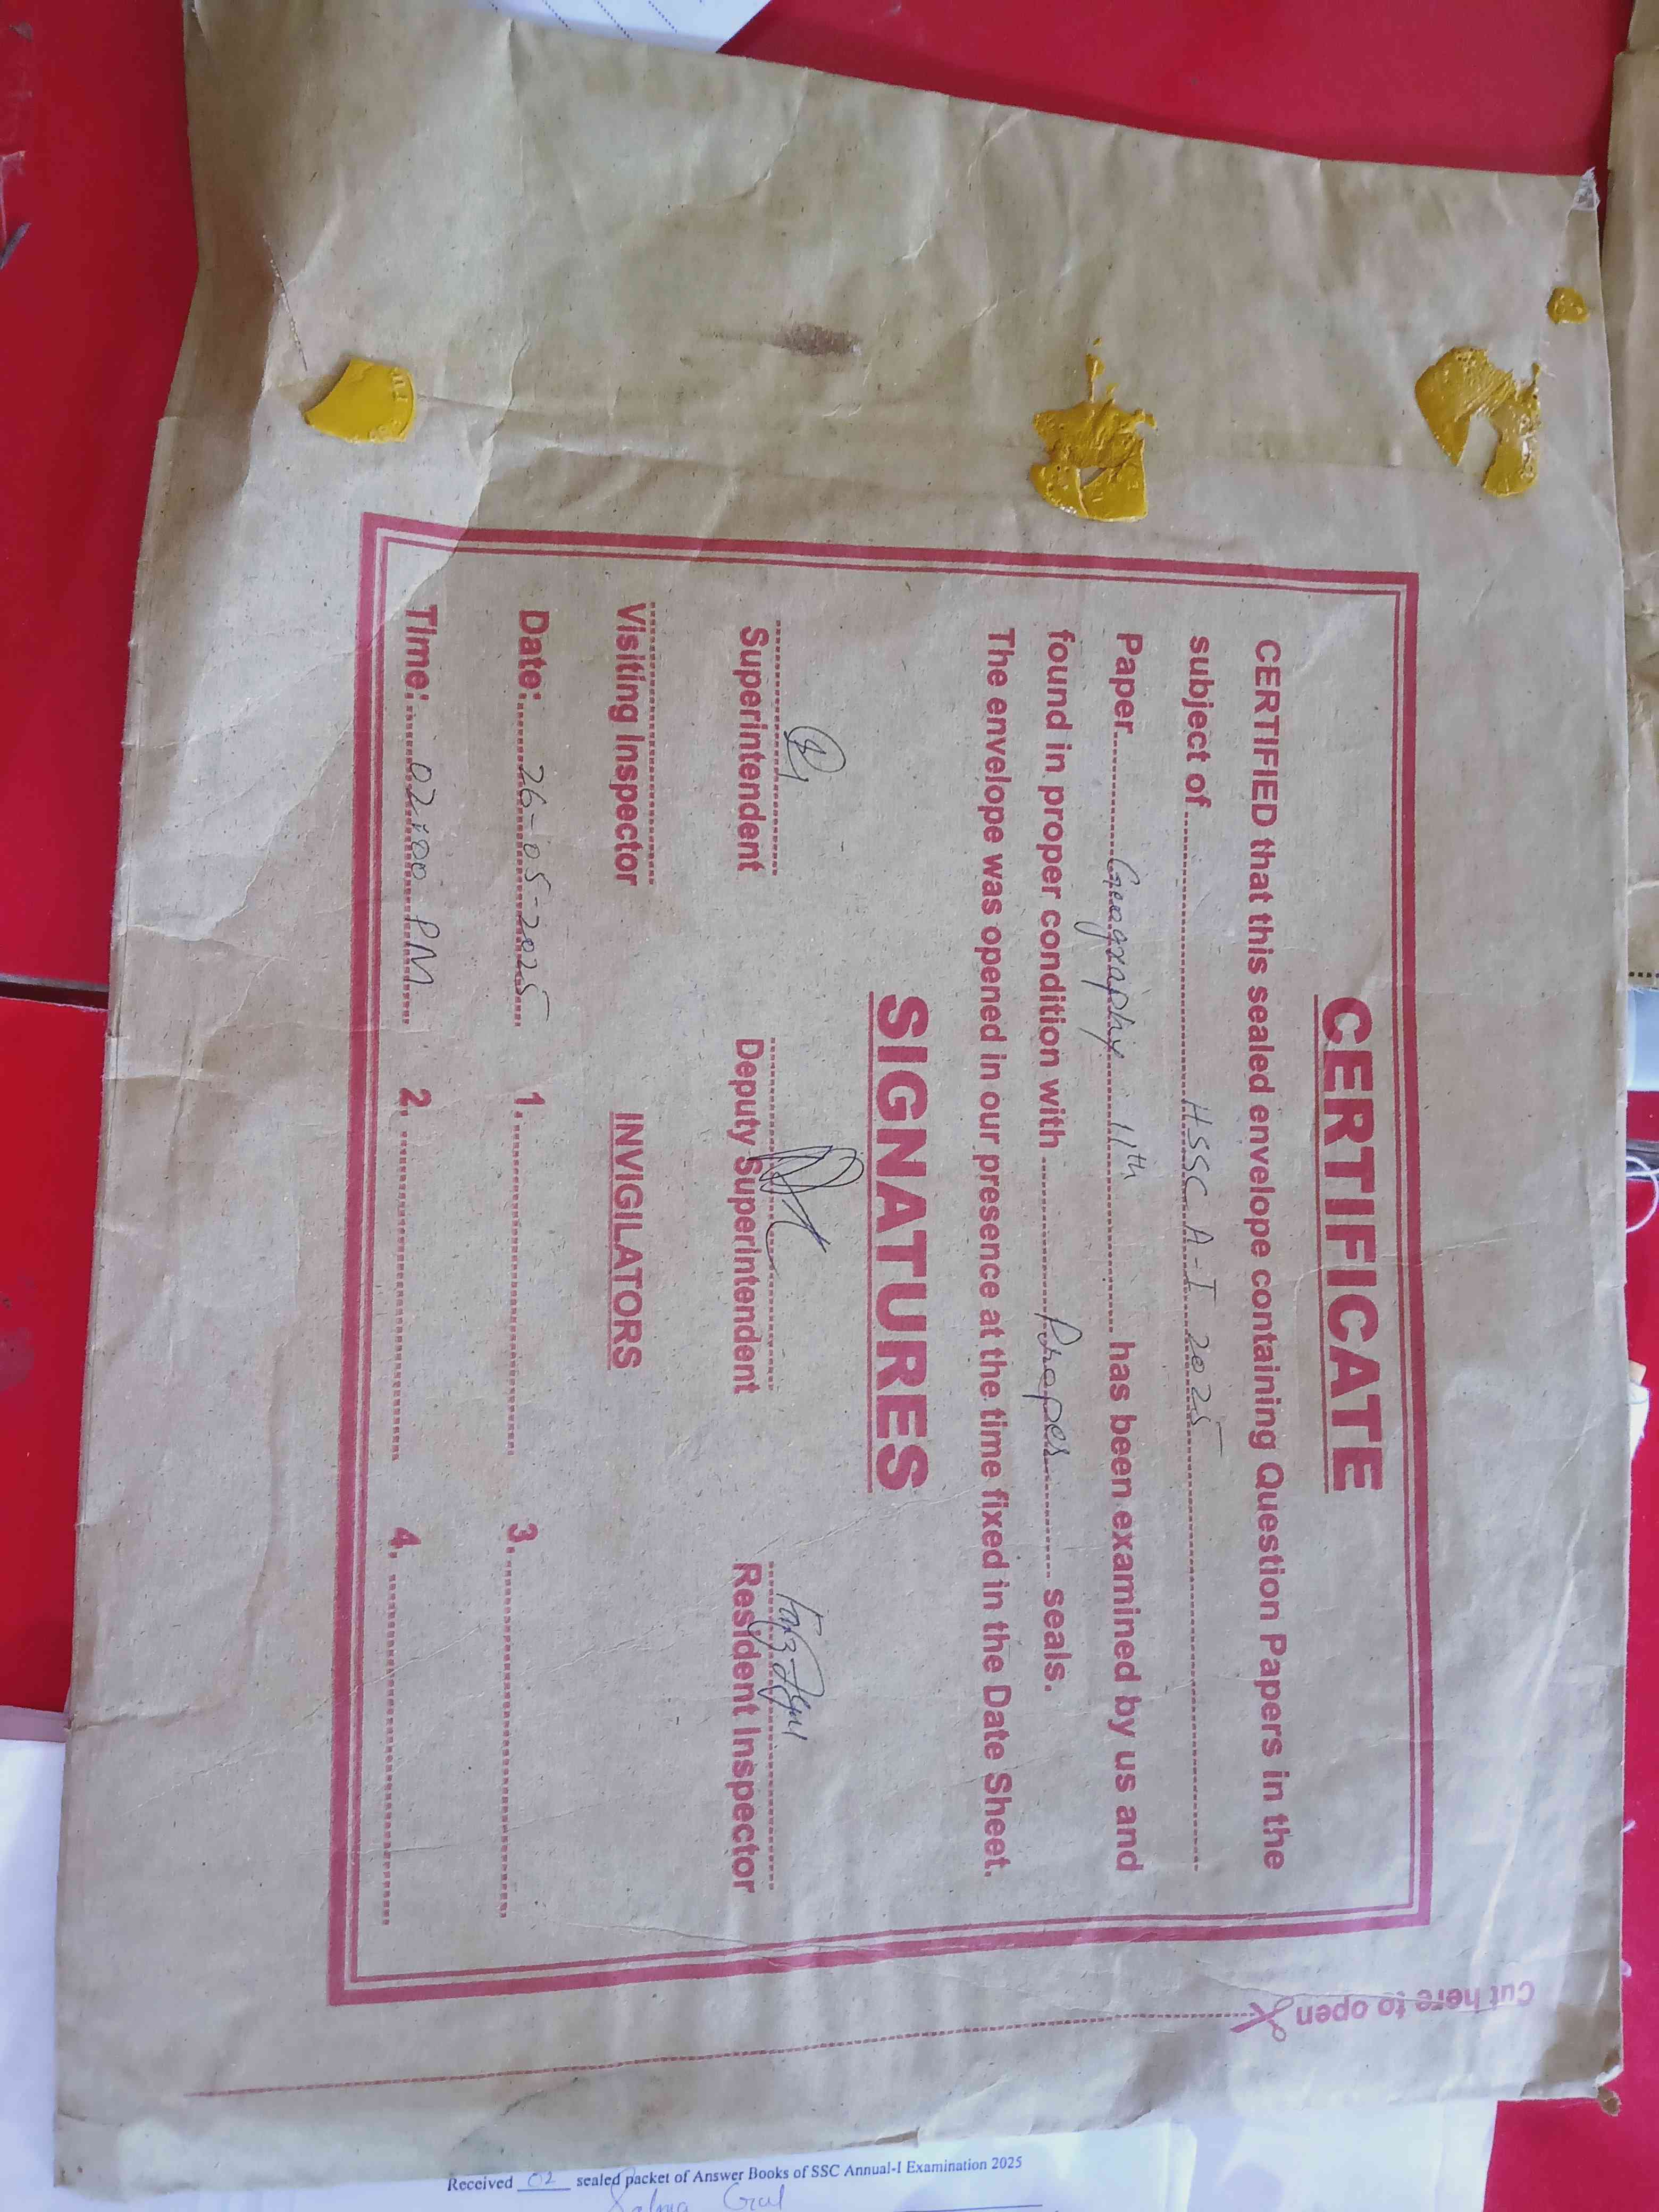 CERTIFICATE
CERTIFIED that this sealed envelope containing Question Papers in the
subject of HSSC A-I 2025
Paper Geography 11th has been examined by us and
found in proper condition with Proper seals.
The envelope was opened in our presence at the time fixed in the Date Sheet.
SIGNATURES
Superintendent Deputy Superintendent Resident Inspector
Visiting Inspector INVIGILATORS
Date: 26-05-2025 1. 3.
Time: 02:00 PM 2. 4.
Cut here to open
Received 02 sealed packet of Answer Books of SSC Annual-I Examination 2025
Salma Gul